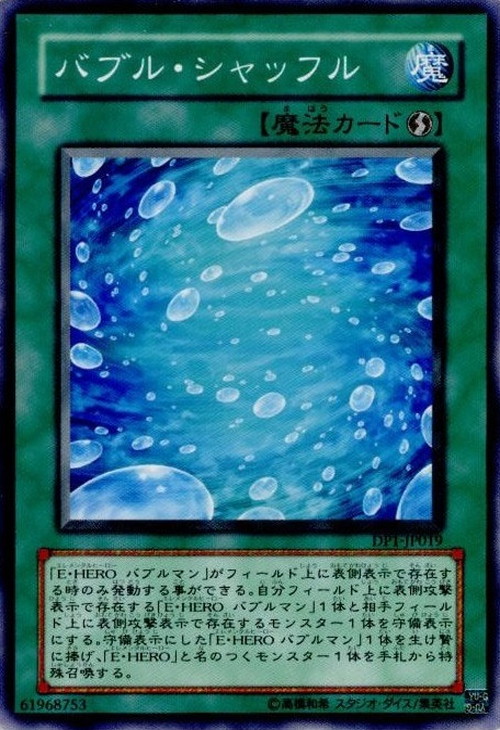 バブル・シャッフル
魔
【魔法カード】
DP1-JP019
「E・HERO バブルマン」がフィールド上に表側表示で存在す
る時のみ発動する事ができる。自分フィールド上に表側攻撃
表示で存在する「E・HERO バブルマン」1体と相手フィール
ド上に表側攻撃表示で存在するモンスター1体を守備表示
にする。守備表示にした「E・HERO バブルマン」1体を生け贄
に捧げ、「E・HERO」と名のつくモンスター1体を手札から特
殊召喚する。
61968753
©高橋和希 スタジオ・ダイス/集英社